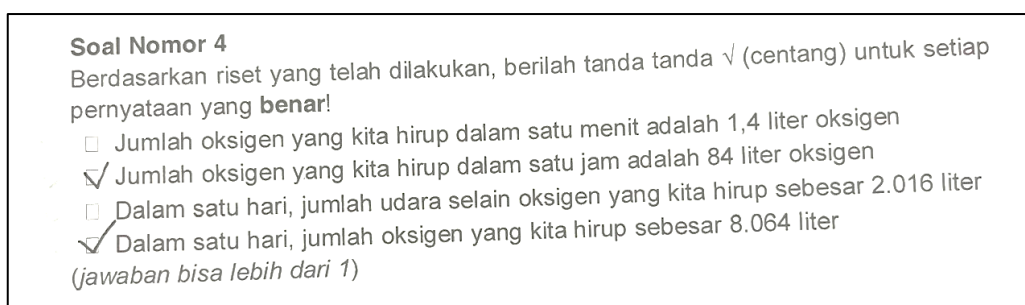 Soal Nomor 4
Berdasarkan riset yang telah dilakukan, berilah tanda tanda √ (centang) untuk setiap
pernyataan yang benar!
□ Jumlah oksigen yang kita hirup dalam satu menit adalah 1,4 liter oksigen
☑ Jumlah oksigen yang kita hirup dalam satu jam adalah 84 liter oksigen
□ Dalam satu hari, jumlah udara selain oksigen yang kita hirup sebesar 2.016 liter
☑ Dalam satu hari, jumlah oksigen yang kita hirup sebesar 8.064 liter
(jawaban bisa lebih dari 1)